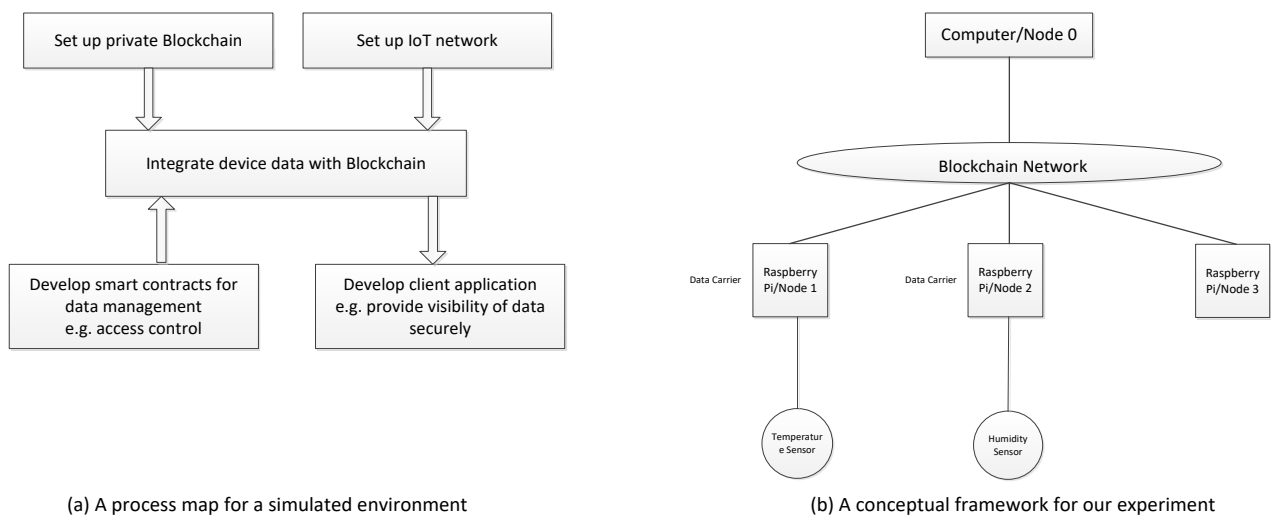 Set up private Blockchain
Set up IoT network
Integrate device data with Blockchain
Develop smart contracts for
data management
e.g. access control
Develop client application
e.g. provide visibility of data
securely
(a) A process map for a simulated environment
Computer/Node 0
Blockchain Network
Data Carrier
Raspberry
Pi/Node 1
Data Carrier
Raspberry
Pi/Node 2
Raspberry
Pi/Node 3
Temperatur
e Sensor
Humidity
Sensor
(b) A conceptual framework for our experiment